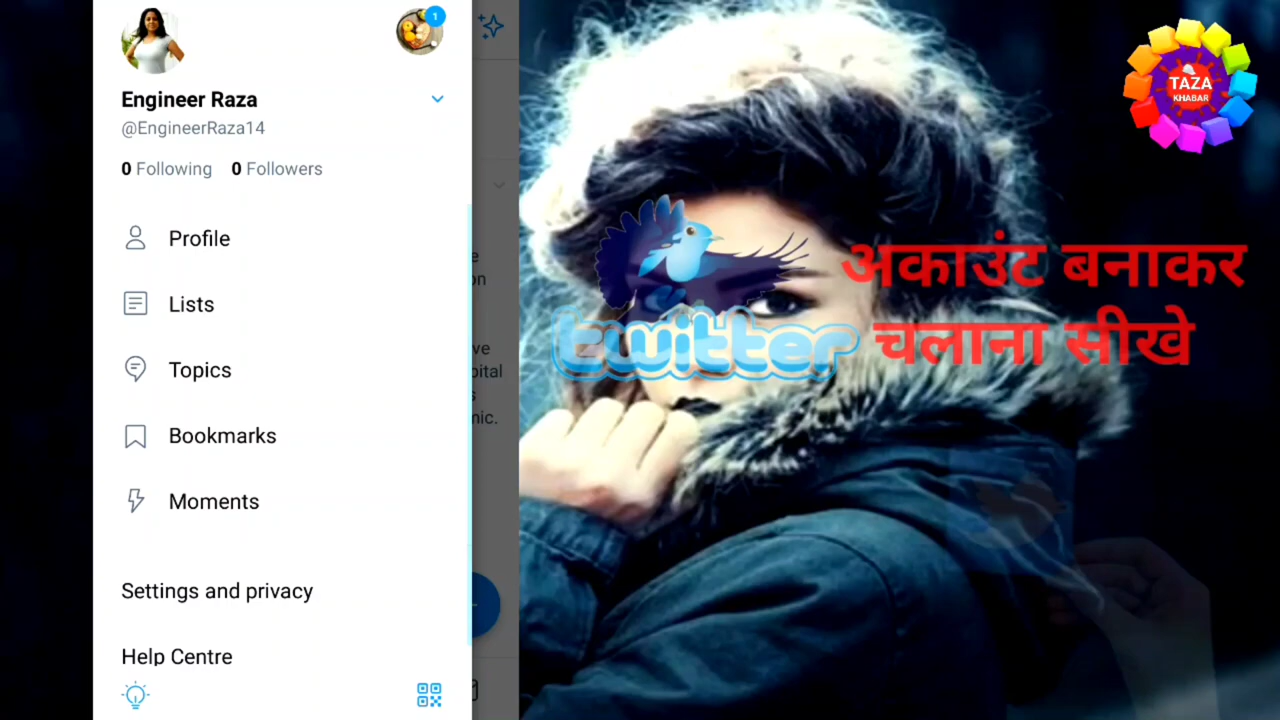 1
Engineer Raza
@EngineerRaza14
0 Following 0 Followers
Profile
Lists
Topics
Bookmarks
Moments
Settings and privacy
Help Centre
TAZA
KHABAR
twitter
अकाउंट बनाकर
चलाना सीखे